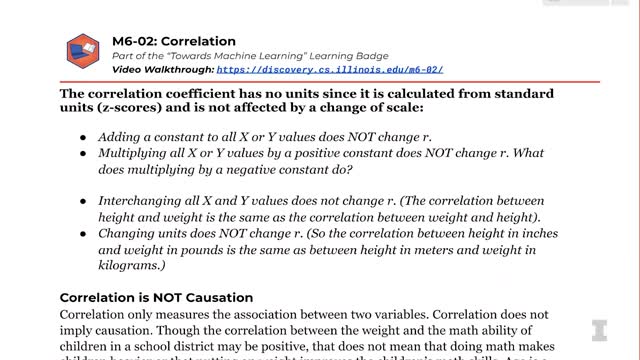 M6-02: Correlation
Part of the “Towards Machine Learning” Learning Badge
Video Walkthrough: https://discovery.cs.illinois.edu/m6-02/
The correlation coefficient has no units since it is calculated from standard
units (z-scores) and is not affected by a change of scale:
● Adding a constant to all X or Y values does NOT change r.
● Multiplying all X or Y values by a positive constant does NOT change r. What
does multiplying by a negative constant do?
● Interchanging all X and Y values does not change r. (The correlation between
height and weight is the same as the correlation between weight and height).
● Changing units does NOT change r. (So the correlation between height in inches
and weight in pounds is the same as between height in meters and weight in
kilograms.)
Correlation is NOT Causation
Correlation only measures the association between two variables. Correlation does not
imply causation. Though the correlation between the weight and the math ability of
children in a school district may be positive, that does not mean that doing math makes